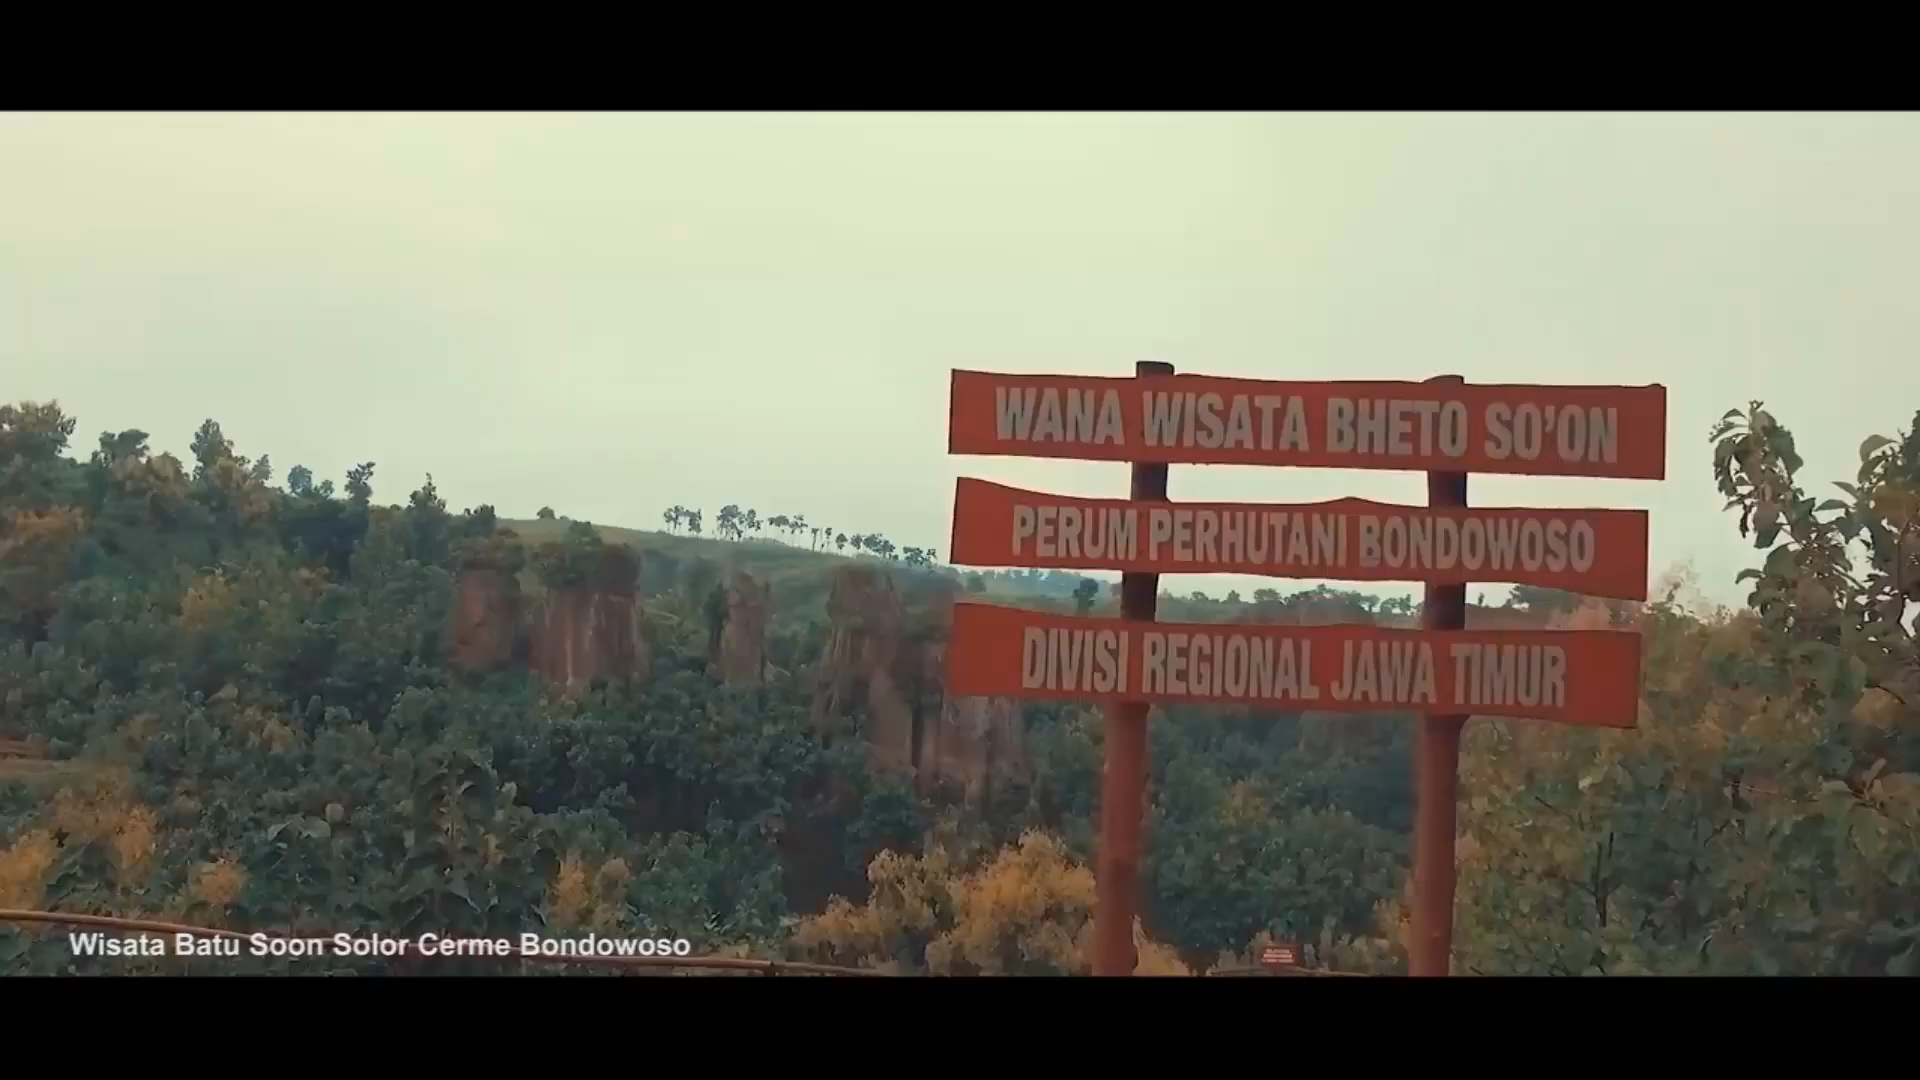 WANA WISATA BHETO SO'ON
PERUM PERHUTANI BONDOWOSO
DIVISI REGIONAL JAWA TIMUR
Wisata Batu Soon Solor Cerme Bondowoso